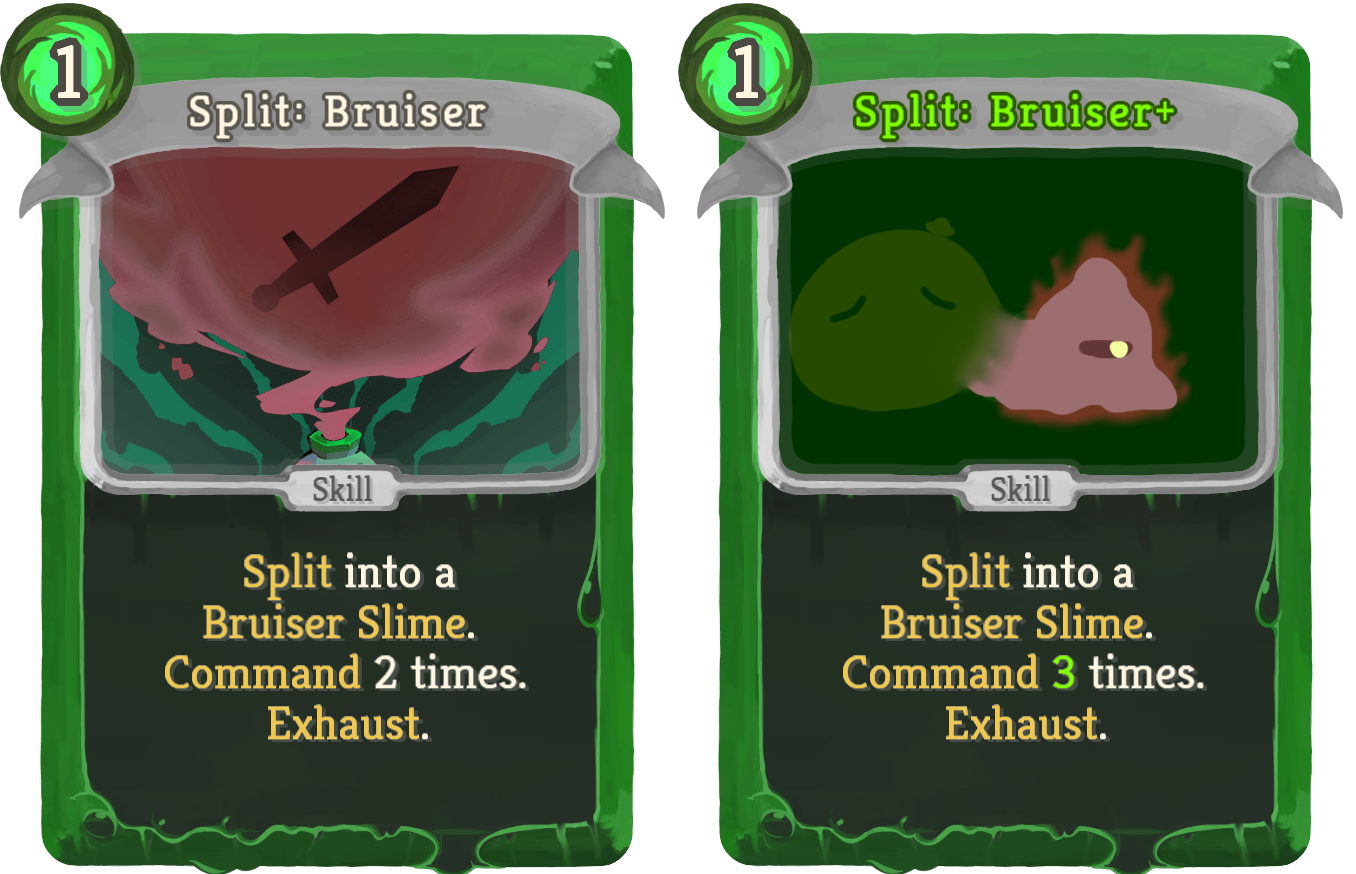 1
Split: Bruiser
Skill
Split into a
Bruiser Slime.
Command 2 times.
Exhaust.
1
Split: Bruiser+
Skill
Split into a
Bruiser Slime.
Command 3 times.
Exhaust.